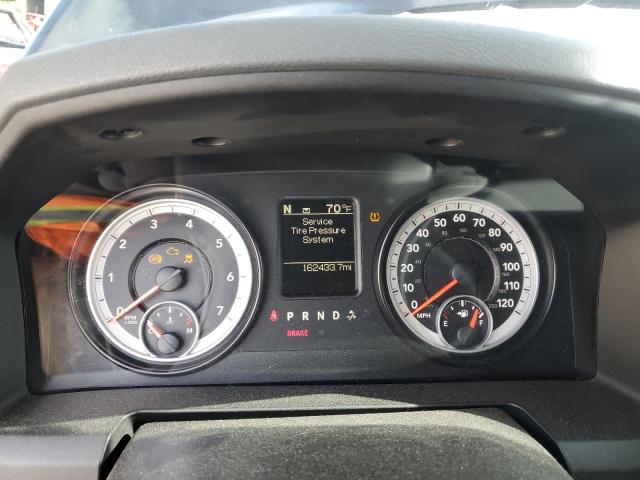 N 70°F
Service
Tire Pressure
System
162433.7mi
0 1 2 3 4 5 6 7
RPM
x1000
C H
0 10 20 30 40 50 60 70 80 90 100 110 120
MPH
E F
P R N D
BRAKE